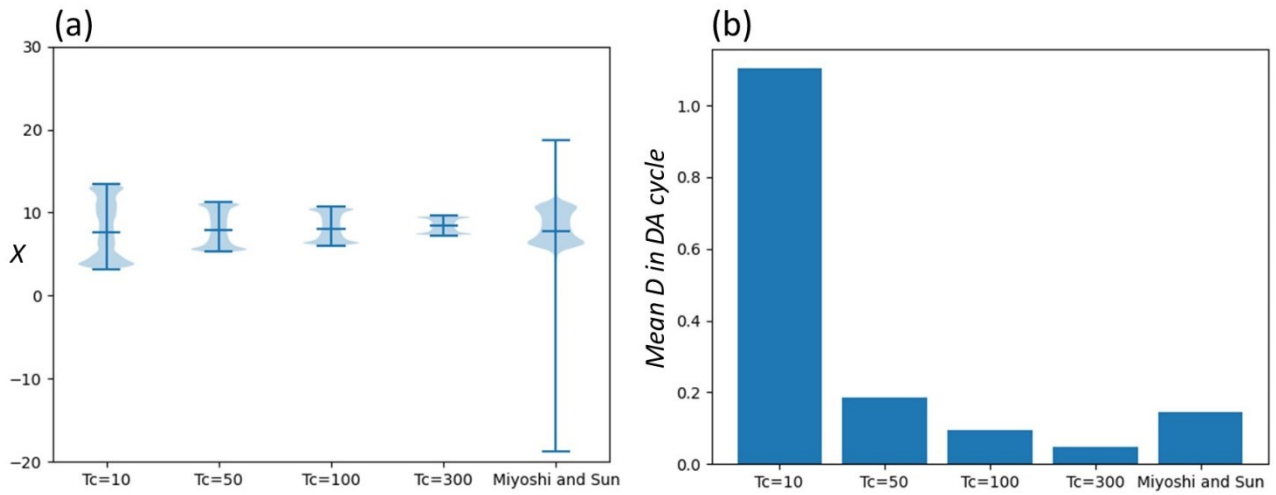 (a)
30
20
10
0
−10
−20
X
Tc=10 Tc=50 Tc=100 Tc=300 Miyoshi and Sun
(b)
1.0
0.8
0.6
0.4
0.2
0.0
Mean D in DA cycle
Tc=10 Tc=50 Tc=100 Tc=300 Miyoshi and Sun